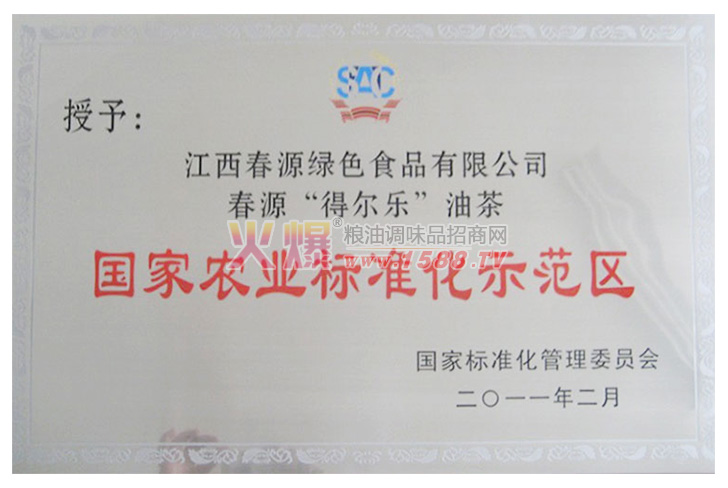 SAC
授予：
江西春源绿色食品有限公司
春源“得尔乐”油茶
火爆 粮油调味品招商网
www.1588.TV
国家农业标准化示范区
国家标准化管理委员会
二〇一一年二月